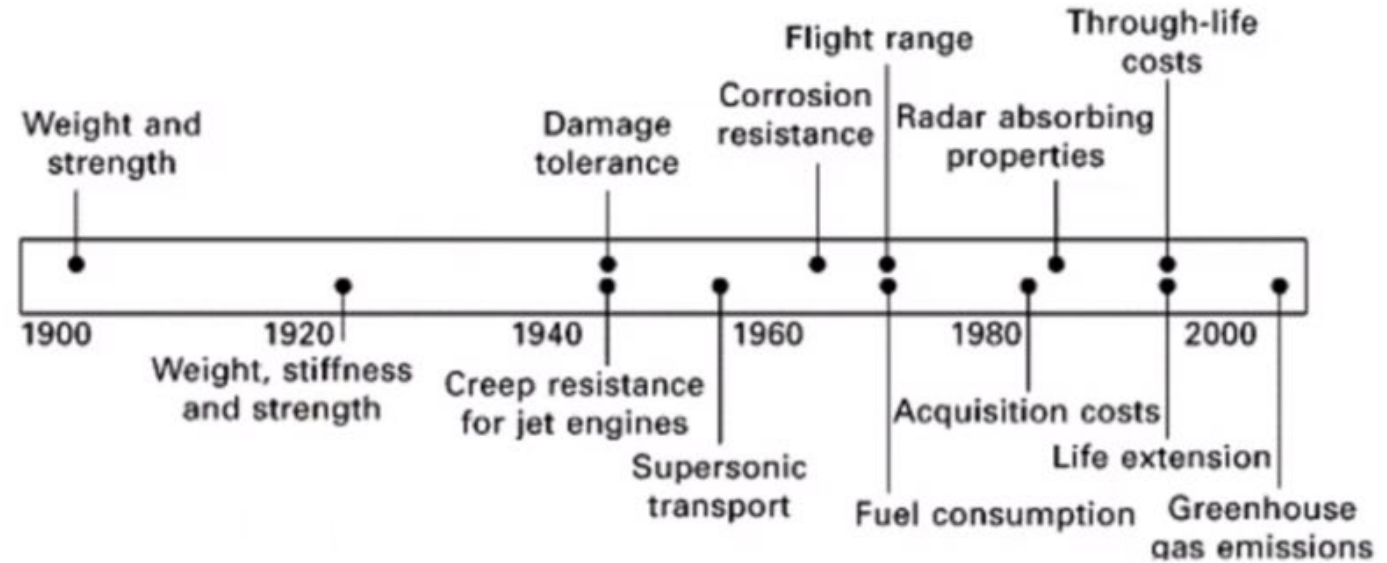 Through-life
costs
Flight range
Corrosion
resistance
Radar absorbing
properties
Weight and
strength
Damage
tolerance
1900
1920
1940
1960
1980
2000
Weight, stiffness
and strength
Creep resistance
for jet engines
Supersonic
transport
Acquisition costs
Life extension
Fuel consumption
Greenhouse
gas emissions